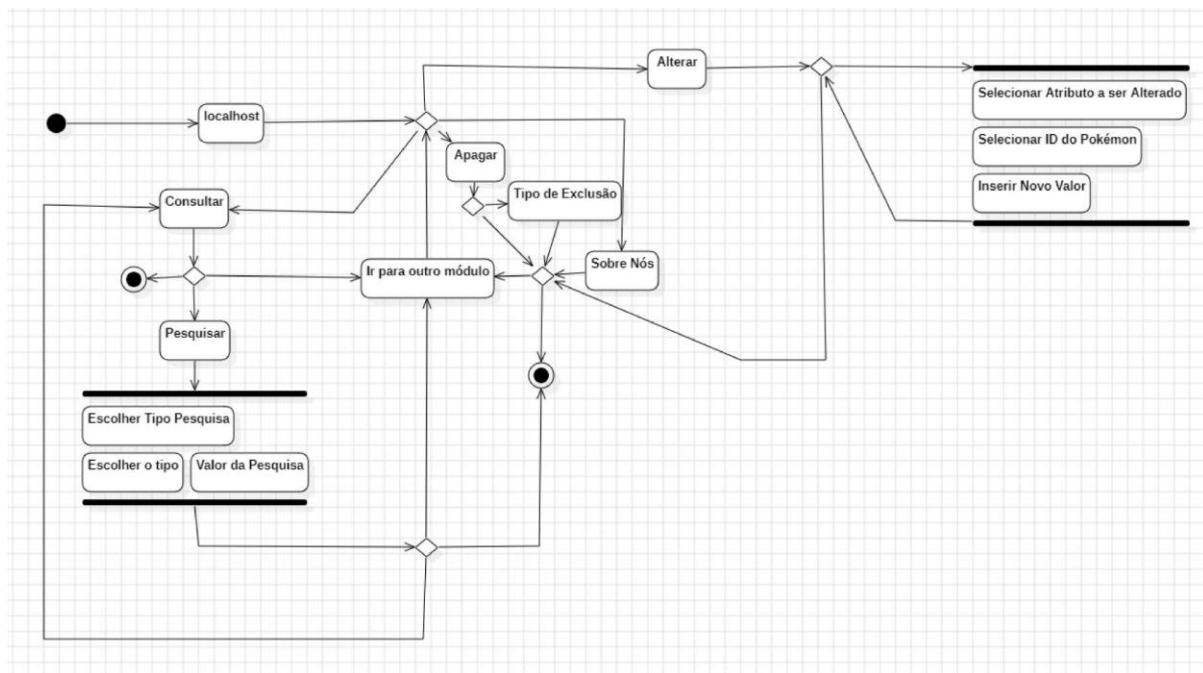 Alterar
Selecionar Atributo a ser Alterado
localhost
Selecionar ID do Pokémon
Apagar
Tipo de Exclusão
Inserir Novo Valor
Consultar
Sobre Nós
Ir para outro módulo
Pesquisar
Escolher Tipo Pesquisa
Escolher o tipo
Valor da Pesquisa